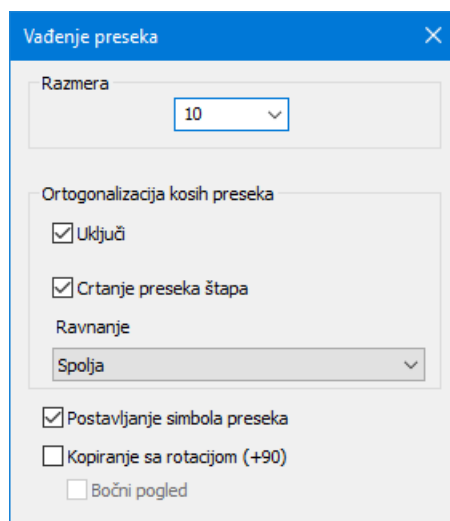 Vađenje preseka
Razmera
10
Ortogonalizacija kosih preseka
Uključi
Crtanje preseka štapa
Ravnanje
Spolja
Postavljanje simbola preseka
Kopiranje sa rotacijom (+90)
Bočni pogled